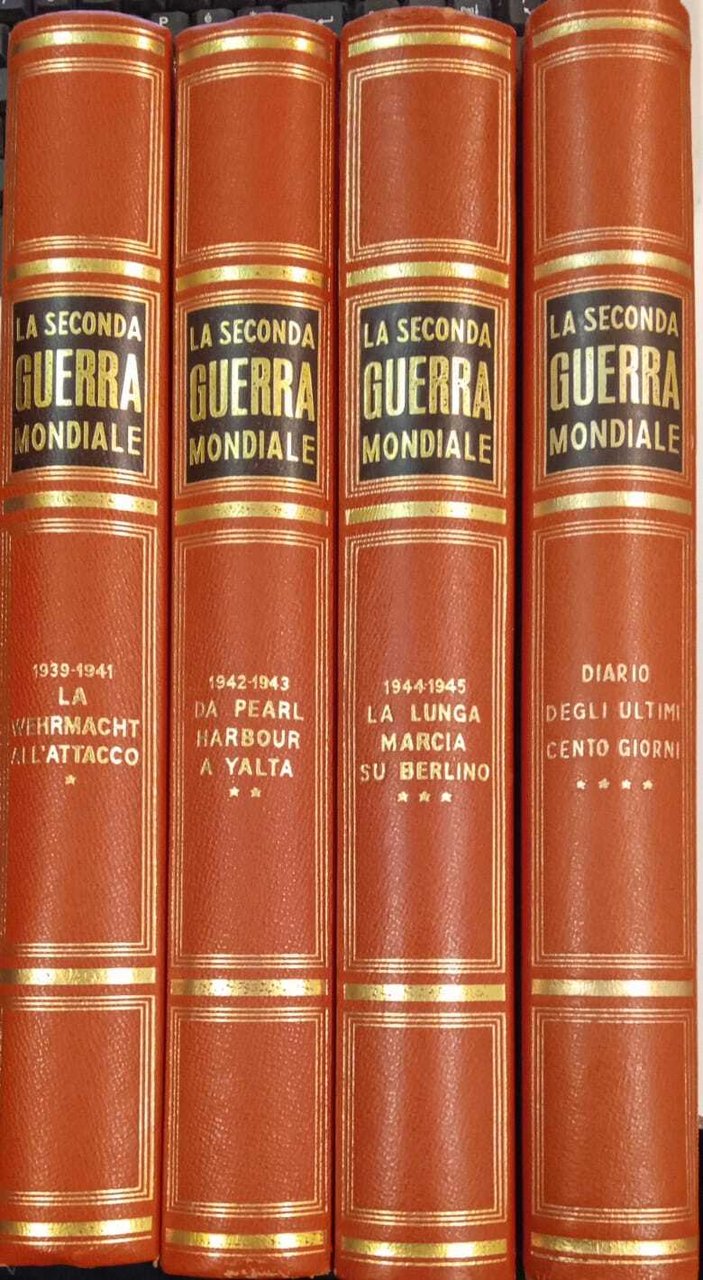 LA SECONDA
GUERRA
MONDIALE
1939-1941
LA
WEHRMACHT
ALL'ATTACCO
LA SECONDA
GUERRA
MONDIALE
1942-1943
DA PEARL
HARBOUR
A YALTA
LA SECONDA
GUERRA
MONDIALE
1944-1945
LA LUNGA
MARCIA
SU BERLINO
LA SECONDA
GUERRA
MONDIALE
DIARIO
DEGLI ULTIMI
CENTO GIORNI